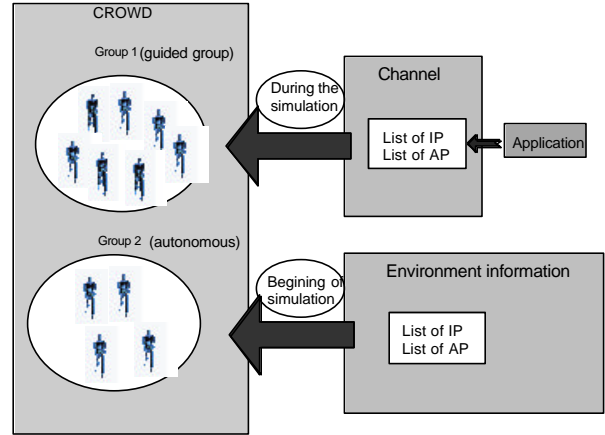 CROWD
Group 1 (guided group)
During the
simulation
Channel
List of IP
List of AP
Application
Group 2 (autonomous)
Begining of
simulation
Environment information
List of IP
List of AP